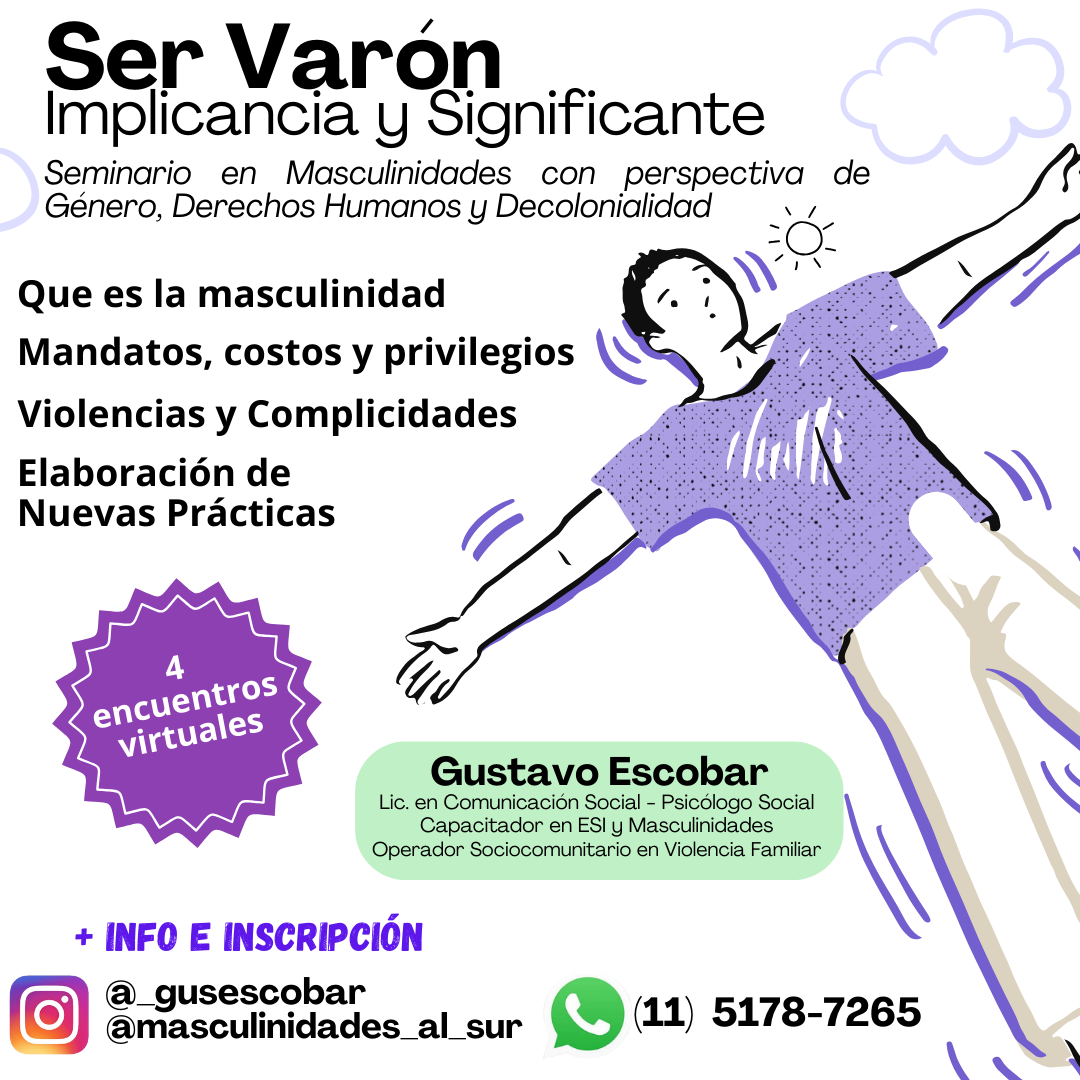 Ser Varón
Implicancia y Significante
Seminario en Masculinidades con perspectiva de
Género, Derechos Humanos y Decolonialidad
Que es la masculinidad
Mandatos, costos y privilegios
Violencias y Complicidades
Elaboración de
Nuevas Prácticas
4
encuentros
virtuales
Gustavo Escobar
Lic. en Comunicación Social - Psicólogo Social
Capacitador en ESI y Masculinidades
Operador Sociocomunitario en Violencia Familiar
+ INFO E INSCRIPCIÓN
@_gusescobar
@masculinidades_al_sur
(11) 5178-7265